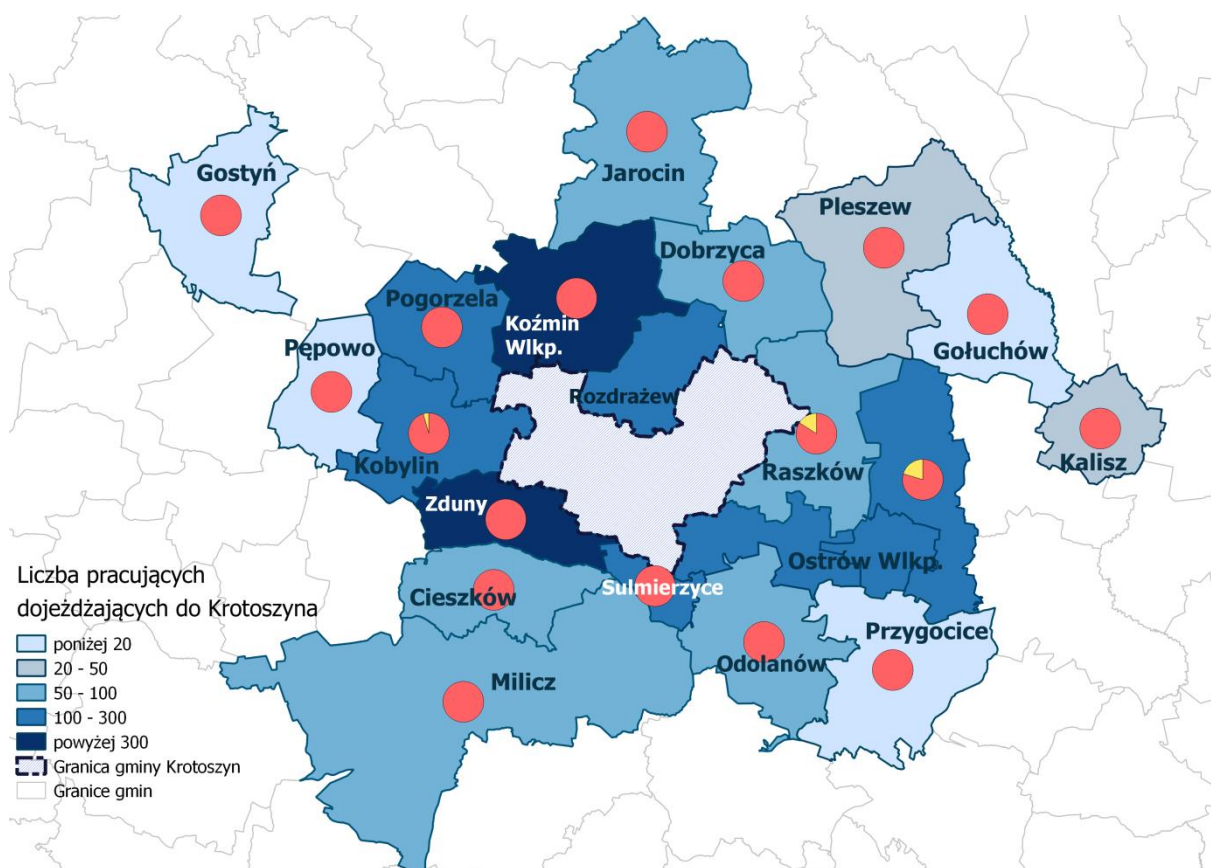 Gostyń
Jarocin
Pleszew
Dobrzyca
Pogorzela
Koźmin
Wlkp.
Pępowo
Gołuchów
Rozdrażew
Kobylin
Raszków
Kalisz
Zduny
Ostrów Wlkp.
Cieszków
Sulmierzyce
Przygocice
Odolanów
Milicz
Liczba pracujących
dojeżdżających do Krotoszyna
poniżej 20
20 - 50
50 - 100
100 - 300
powyżej 300
Granica gminy Krotoszyn
Granice gmin